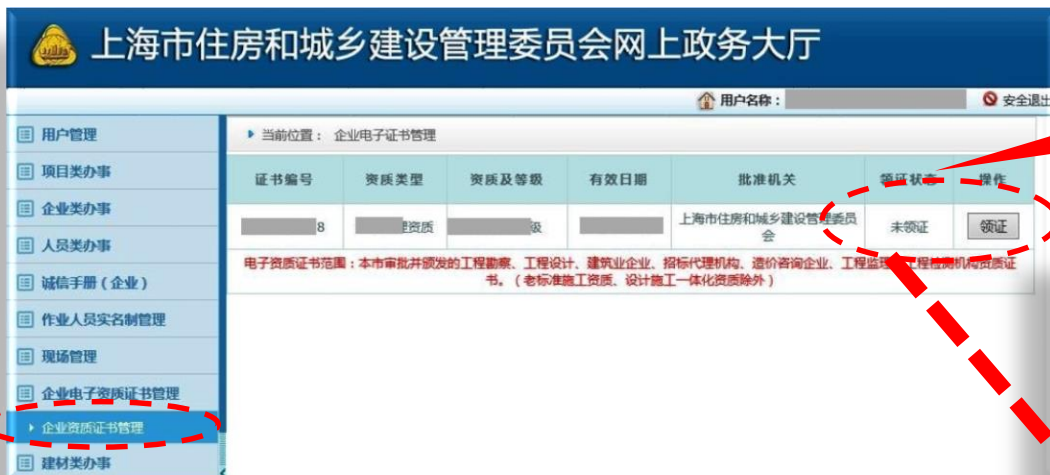 上海市住房和城乡建设管理委员会网上政务大厅
用户名称：
安全退出
用户管理
项目类办事
企业类办事
人员类办事
诚信手册（企业）
作业人员实名制管理
现场管理
企业电子资质证书管理
企业资质证书管理
建材类办事
当前位置： 企业电子证书管理
证书编号 资质类型 资质及等级 有效日期 批准机关 领证状态 操作
8 理资质 级 上海市住房和城乡建设管理委员 未领证 领证
会
电子资质证书范围：本市审批并颁发的工程勘察、工程设计、建筑业企业、招标代理机构、造价咨询企业、工程监理、工程检测机构资质证
书。（老标准施工资质、设计施工一体化资质除外）